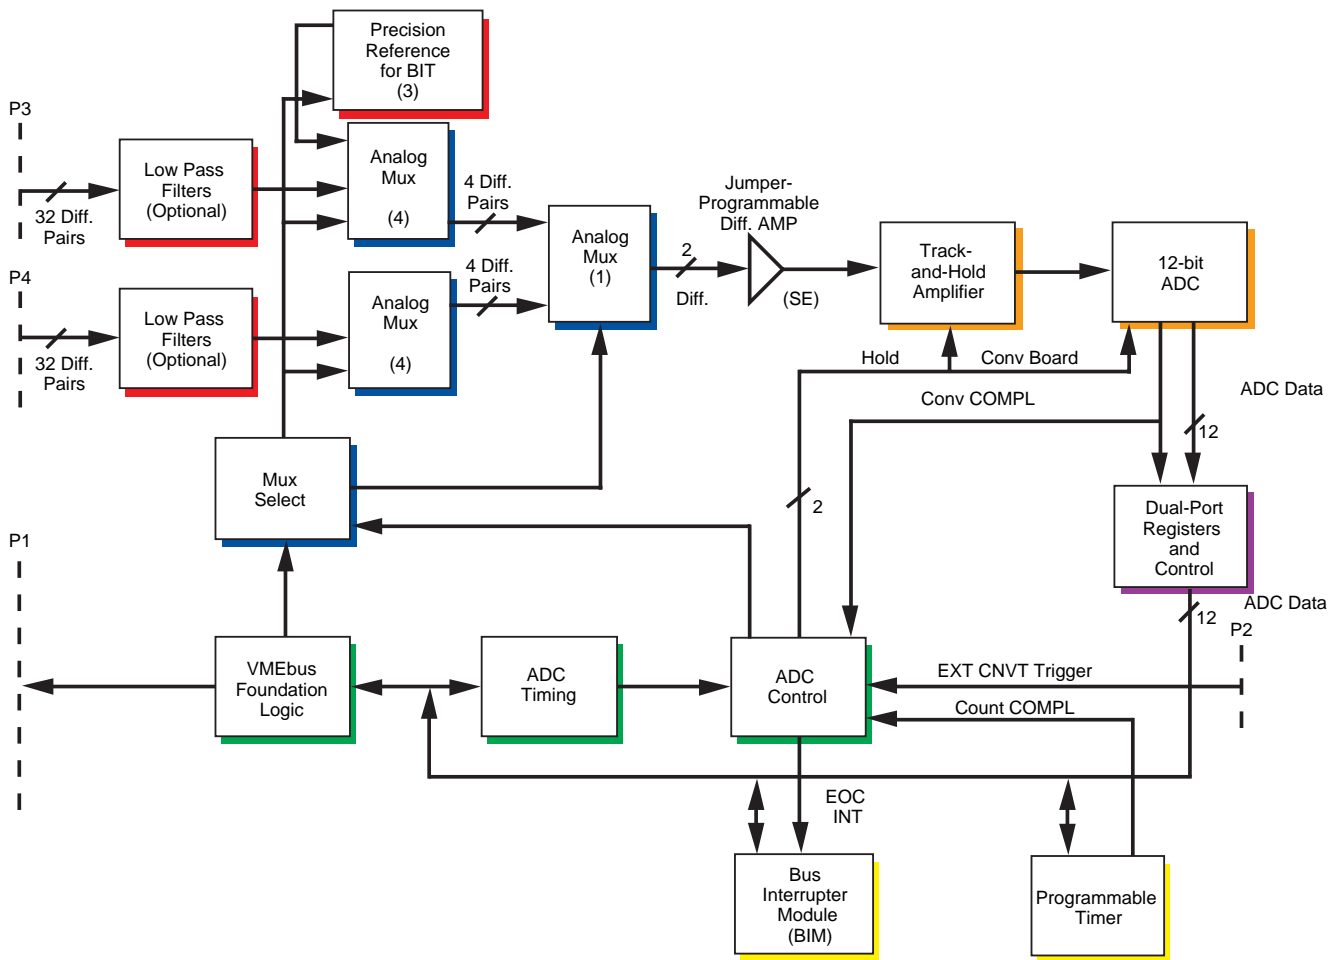 Precision
Reference
for BIT
(3)
P3
Low Pass
Filters
(Optional)
32 Diff.
Pairs
Analog
Mux
(4)
4 Diff.
Pairs
Jumper-
Programmable
Diff. AMP
Analog
Mux
(1)
2
Diff.
(SE)
Track-
and-Hold
Amplifier
12-bit
ADC
P4
Low Pass
Filters
(Optional)
32 Diff.
Pairs
Analog
Mux
(4)
4 Diff.
Pairs
Hold
Conv Board
Conv COMPL
ADC Data
12
Mux
Select
2
Dual-Port
Registers
and
Control
P1
12
ADC Data
P2
VMEbus
Foundation
Logic
ADC
Timing
ADC
Control
EXT CNVT Trigger
Count COMPL
EOC
INT
Bus
Interrupter
Module
(BIM)
Programmable
Timer